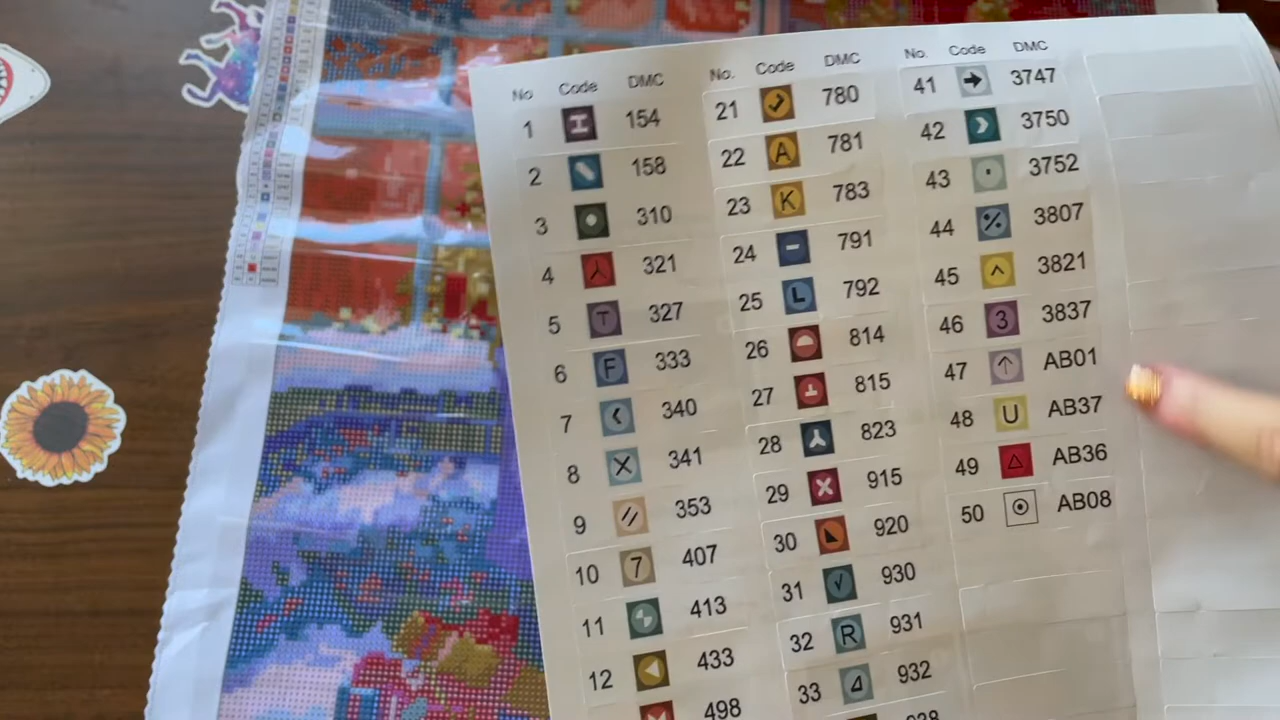 No Code DMC
1 154
2 158
3 310
4 321
5 T 327
6 F 333
7 340
8 X 341
9 // 353
10 7 407
11 413
12 433
498
No. Code DMC
21 780
22 A 781
23 K 783
24 - 791
25 L 792
26 814
27 815
28 823
29 915
30 920
31 √ 930
32 R 931
33 932
No. Code DMC
41 → 3747
42 3750
43 3752
44 % 3807
45 ^ 3821
46 3 3837
47 ↑ AB01
48 U AB37
49 △ AB36
50 AB08